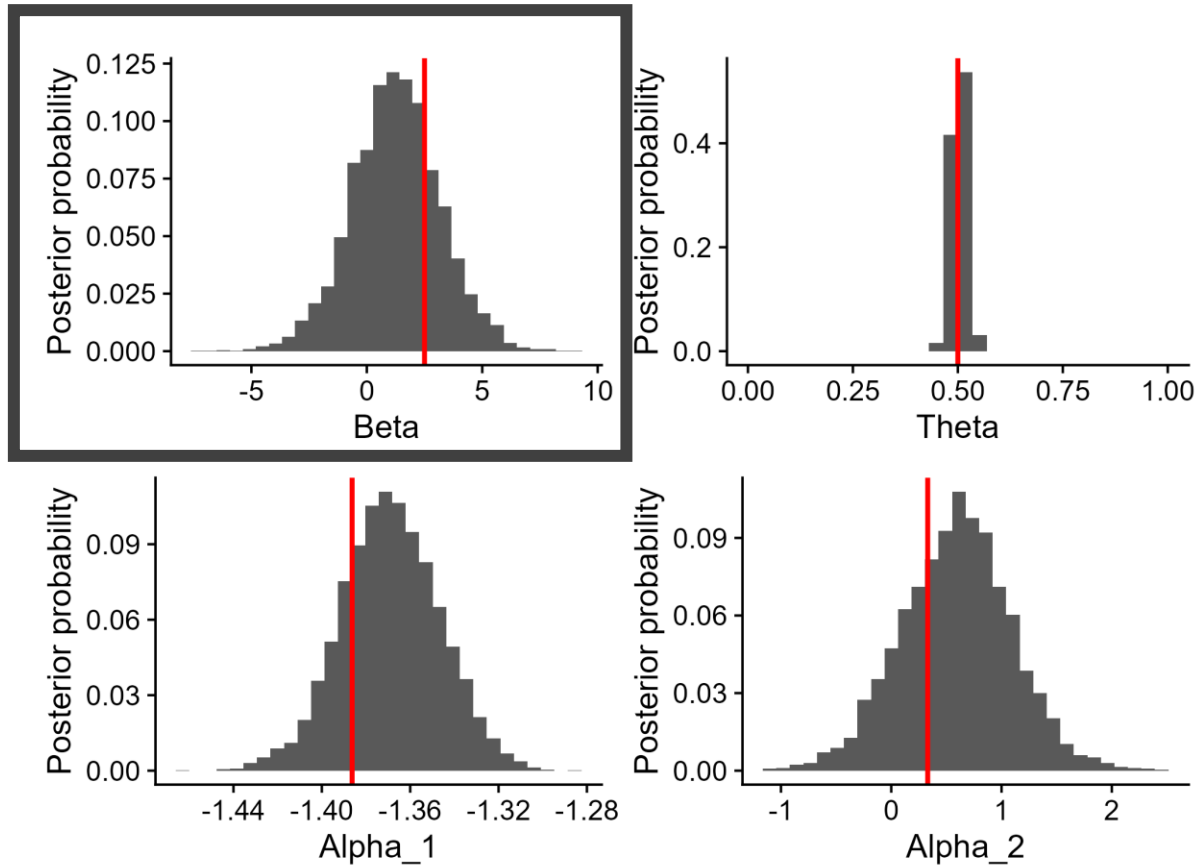 Posterior probability
0.125
0.100
0.075
0.050
0.025
0.000
-5 0 5 10
Beta
Posterior probability
0.4
0.2
0.0
0.00 0.25 0.50 0.75 1.00
Theta
Posterior probability
0.09
0.06
0.03
0.00
-1.44 -1.40 -1.36 -1.32 -1.28
Alpha_1
Posterior probability
0.09
0.06
0.03
0.00
-1 0 1 2
Alpha_2